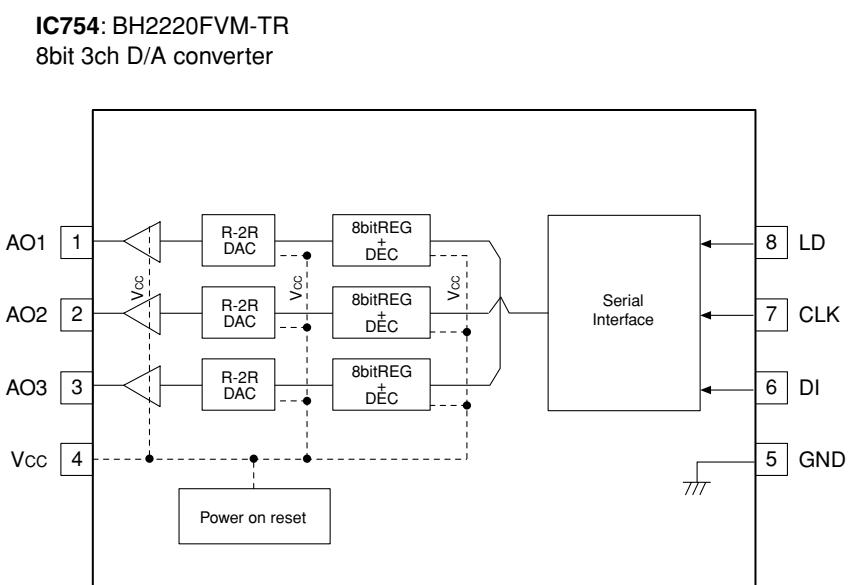 IC754: BH2220FVM-TR
8bit 3ch D/A converter
AO1 1
R-2R
DAC
8bitREG
+
DEC
8 LD
Vcc
Vcc
Vcc
AO2 2
R-2R
DAC
8bitREG
+
DEC
Serial
Interface
7 CLK
AO3 3
R-2R
DAC
8bitREG
+
DEC
6 DI
Vcc 4
5 GND
Power on reset